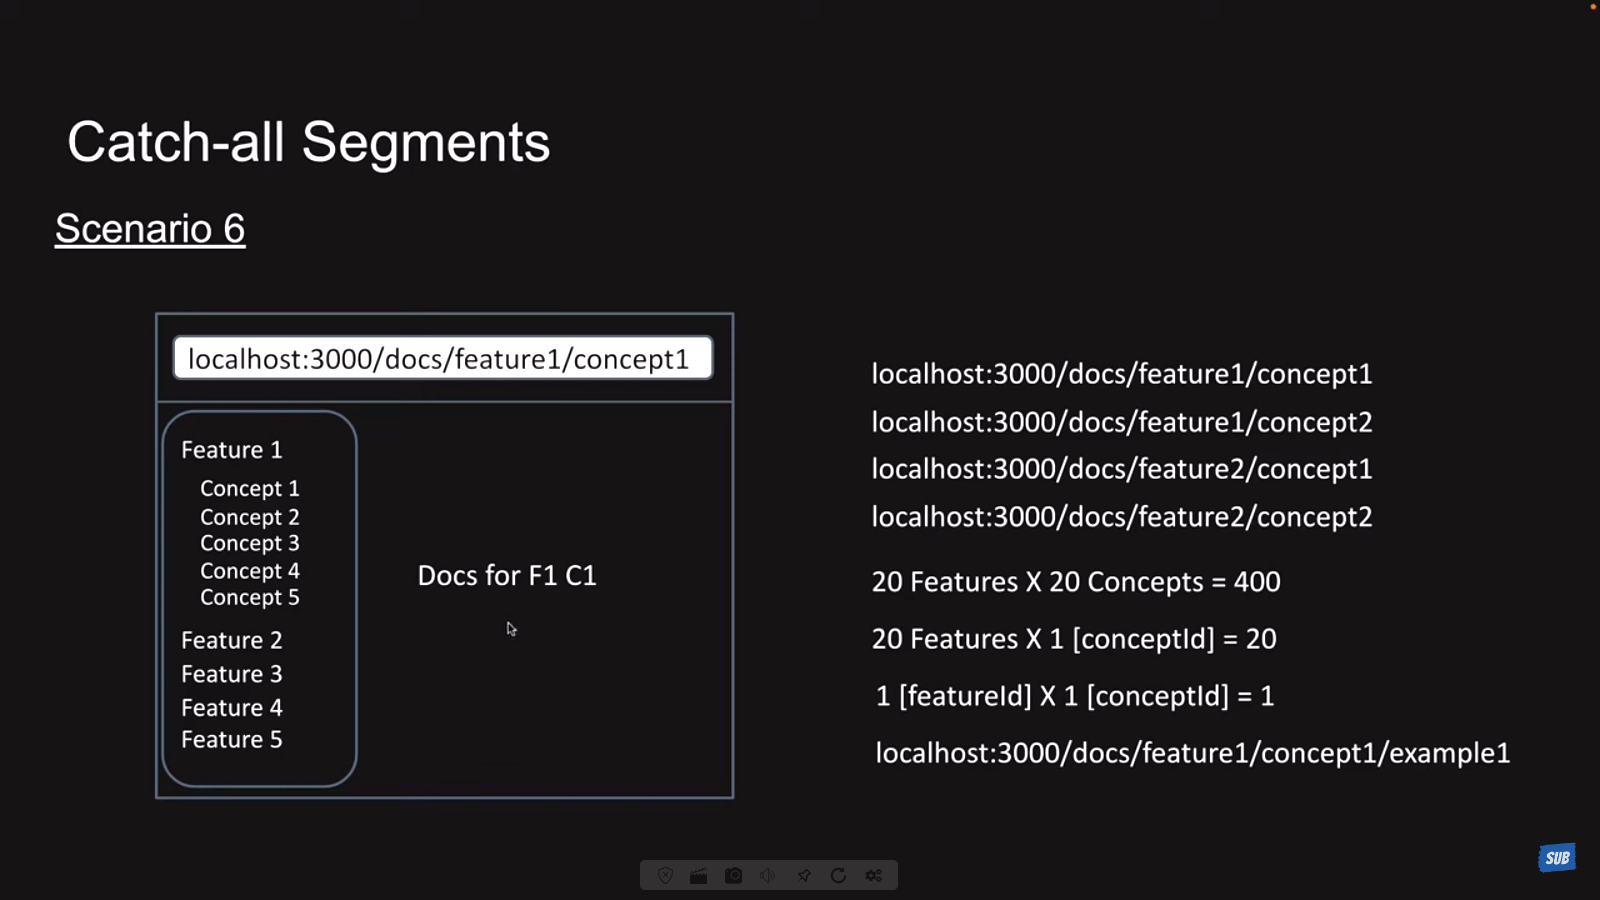 Catch-all Segments
Scenario 6
localhost:3000/docs/feature1/concept1
Feature 1
Concept 1
Concept 2
Concept 3
Concept 4
Concept 5
Feature 2
Feature 3
Feature 4
Feature 5
Docs for F1 C1
localhost:3000/docs/feature1/concept1
localhost:3000/docs/feature1/concept2
localhost:3000/docs/feature2/concept1
localhost:3000/docs/feature2/concept2
20 Features X 20 Concepts = 400
20 Features X 1 [conceptId] = 20
1 [featureId] X 1 [conceptId] = 1
localhost:3000/docs/feature1/concept1/example1
SUB